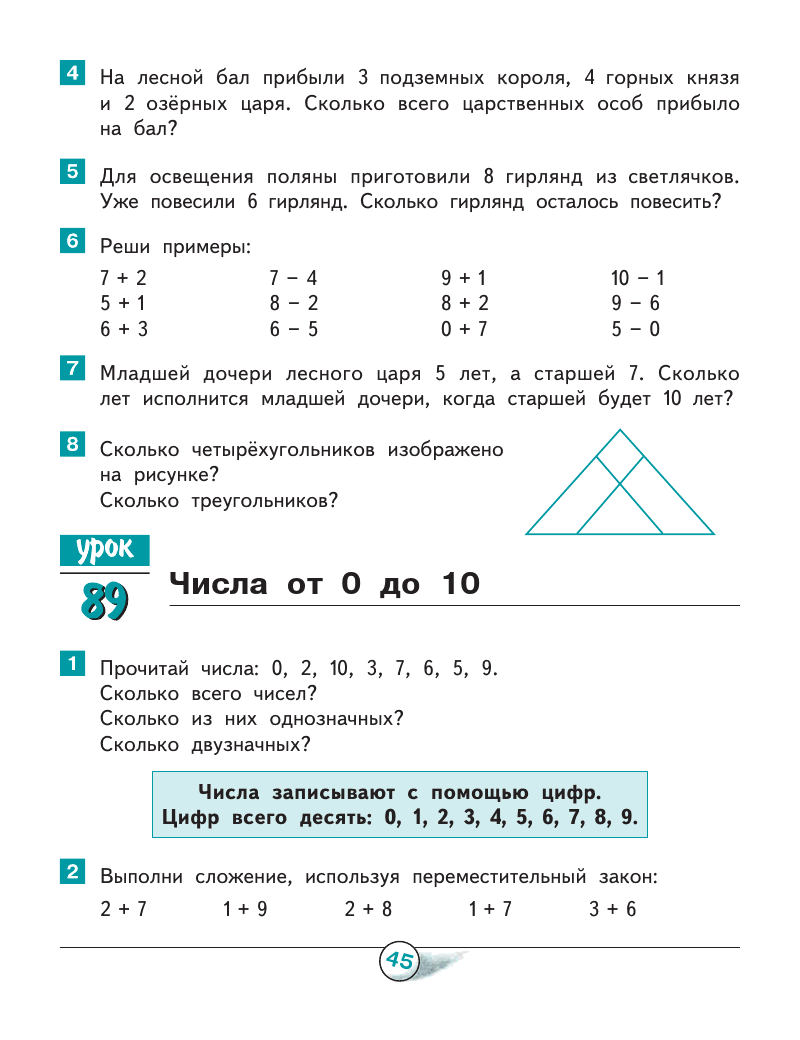 4 На лесной бал прибыли 3 подземных короля, 4 горных князя
и 2 озёрных царя. Сколько всего царственных особ прибыло
на бал?
5 Для освещения поляны приготовили 8 гирлянд из светлячков.
Уже повесили 6 гирлянд. Сколько гирлянд осталось повесить?
6 Реши примеры:
7 + 2 7 – 4 9 + 1 10 – 1
5 + 1 8 – 2 8 + 2 9 – 6
6 + 3 6 – 5 0 + 7 5 – 0
7 Младшей дочери лесного царя 5 лет, а старшей 7. Сколько
лет исполнится младшей дочери, когда старшей будет 10 лет?
8 Сколько четырёхугольников изображено
на рисунке?
Сколько треугольников?
урок
89
Числа от 0 до 10
1 Прочитай числа: 0, 2, 10, 3, 7, 6, 5, 9.
Сколько всего чисел?
Сколько из них однозначных?
Сколько двузначных?
Числа записывают с помощью цифр.
Цифр всего десять: 0, 1, 2, 3, 4, 5, 6, 7, 8, 9.
2 Выполни сложение, используя переместительный закон:
2 + 7 1 + 9 2 + 8 1 + 7 3 + 6
45